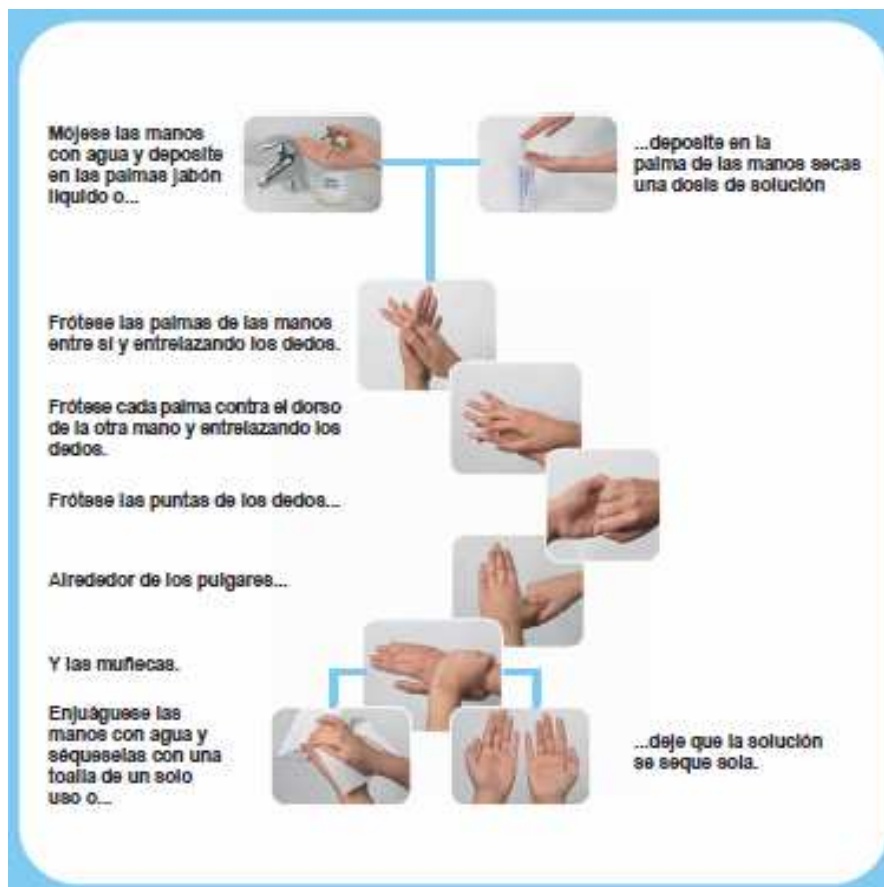 Mójese las manos
con agua y deposite
en las palmas jabón
líquido o...
...deposite en la
palma de las manos secas
una dosis de solución
Frótese las palmas de las manos
entre sí y entrelazando los dedos.
Frótese cada palma contra el dorso
de la otra mano y entrelazando los
dedos.
Frótese las puntas de los dedos...
Alrededor de los pulgares...
Y las muñecas.
Enjuáguese las
manos con agua y
séqueselas con una
toalla de un solo
uso o...
...deje que la solución
se seque sola.